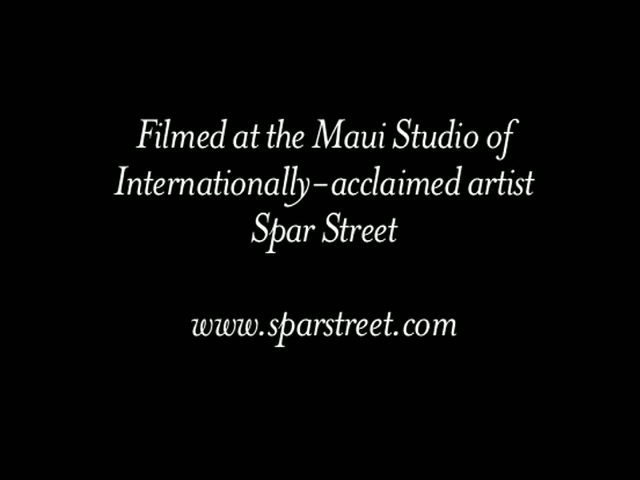 Filmed at the Maui Studio of
Internationally-acclaimed artist
Spar Street
www.sparstreet.com